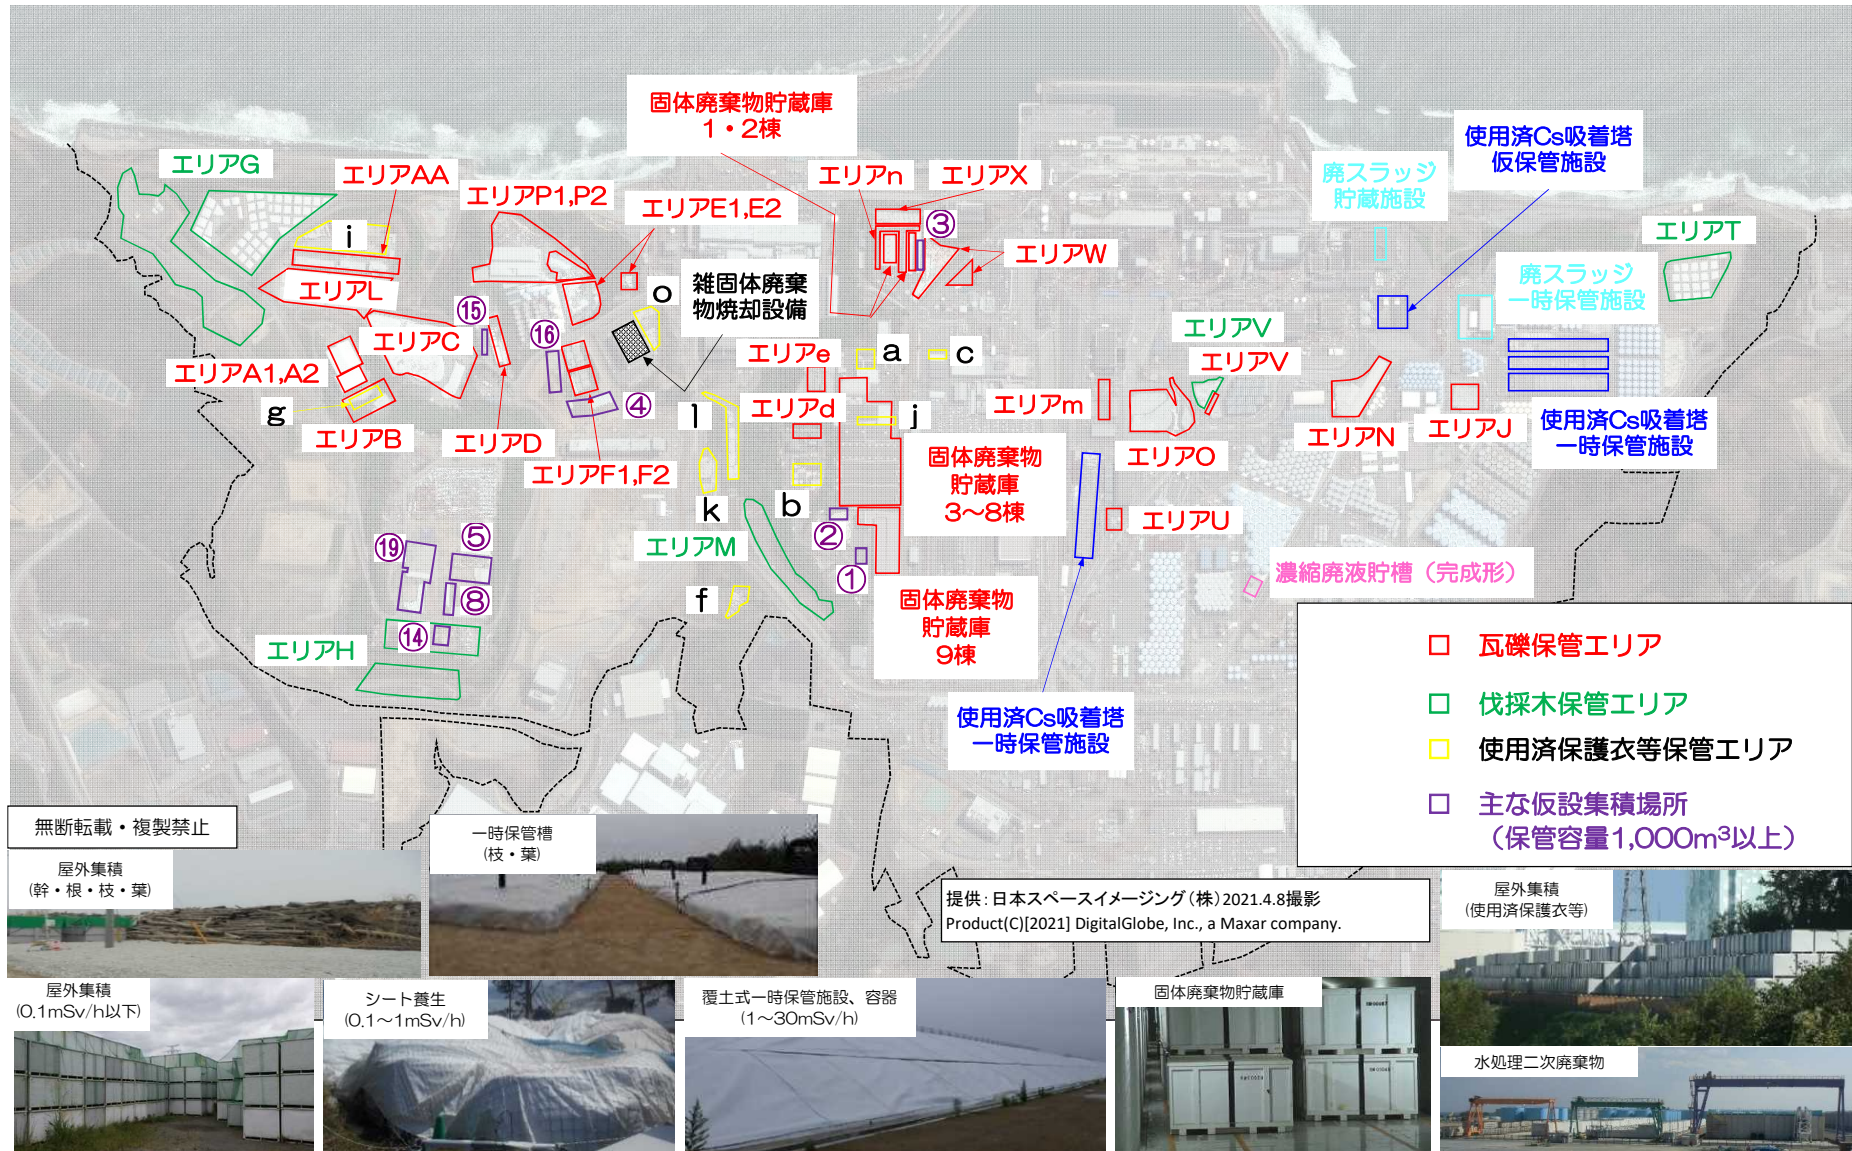 固体廃棄物貯蔵庫
1・2棟
使用済Cs吸着塔
仮保管施設
エリアG
エリアAA
エリアP1,P2
エリアE1,E2
エリアn
エリアX
廃スラッジ
貯蔵施設
エリアT
i
③
エリアW
エリアL
o
雑固体廃棄
物焼却設備
廃スラッジ
一時保管施設
⑮
⑯
エリアC
エリアV
エリアV
エリアe
a
c
エリアA1,A2
g
エリアB
エリアD
④
l
エリアd
j
エリアm
エリアF1,F2
エリアO
エリアN
エリアJ
使用済Cs吸着塔
一時保管施設
固体廃棄物
貯蔵庫
3～8棟
k
b
②
エリアU
⑲
⑤
エリアM
①
⑧
f
濃縮廃液貯槽（完成形）
固体廃棄物
貯蔵庫
9棟
⑭
エリアH
使用済Cs吸着塔
一時保管施設
瓦礫保管エリア
伐採木保管エリア
使用済保護衣等保管エリア
主な仮設集積場所
（保管容量1,000m³以上）
無断転載・複製禁止
屋外集積
(幹・根・枝・葉)
一時保管槽
(枝・葉)
提供：日本スペースイメージング（株）2021.4.8撮影
Product(C)[2021] DigitalGlobe, Inc., a Maxar company.
屋外集積
(使用済保護衣等)
屋外集積
(0.1mSv/h以下)
シート養生
(0.1～1mSv/h)
覆土式一時保管施設、容器
(1～30mSv/h)
固体廃棄物貯蔵庫
水処理二次廃棄物